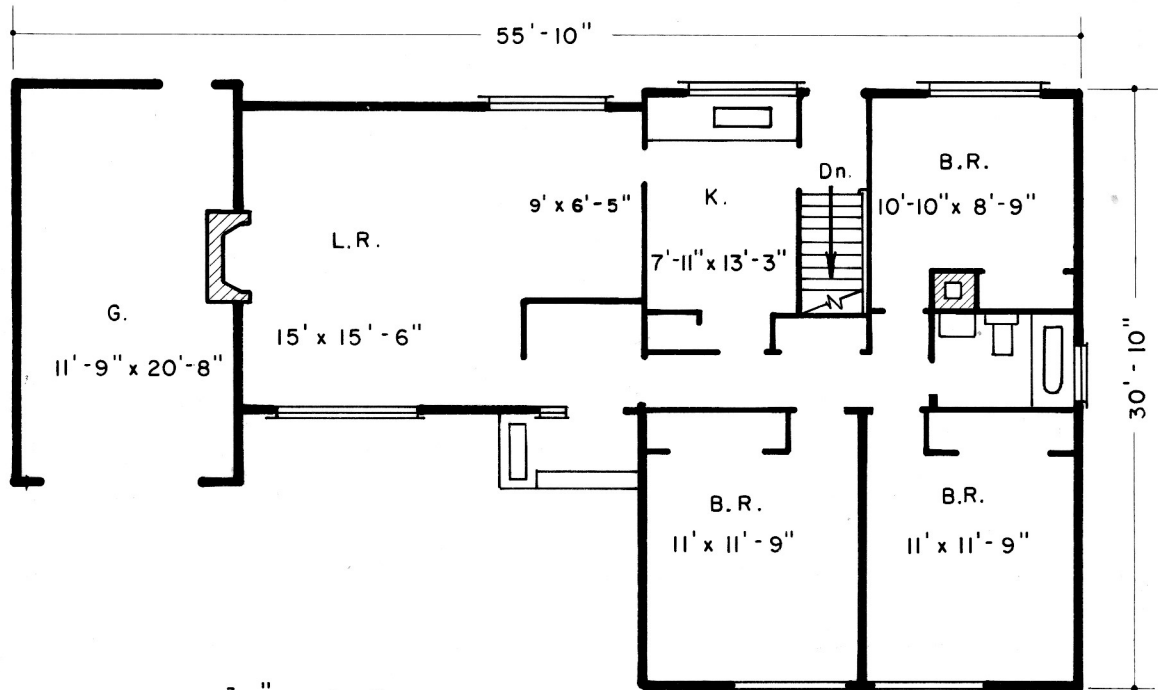 55'-10"
Dn.
B.R.
10'-10" x 8'-9"
9' x 6'-5"
K.
7'-11" x 13'-3"
L.R.
15' x 15'-6"
G.
11'-9" x 20'-8"
30'-10"
B.R.
11' x 11'-9"
B.R.
11' x 11'-9"